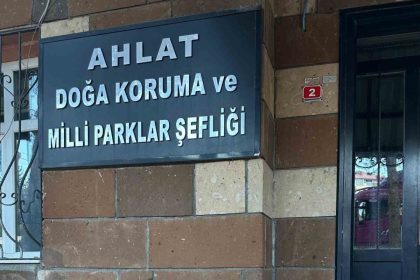 AHLAT
DOĞA KORUMA ve
MİLLİ PARKLAR ŞEFLİĞİ
2